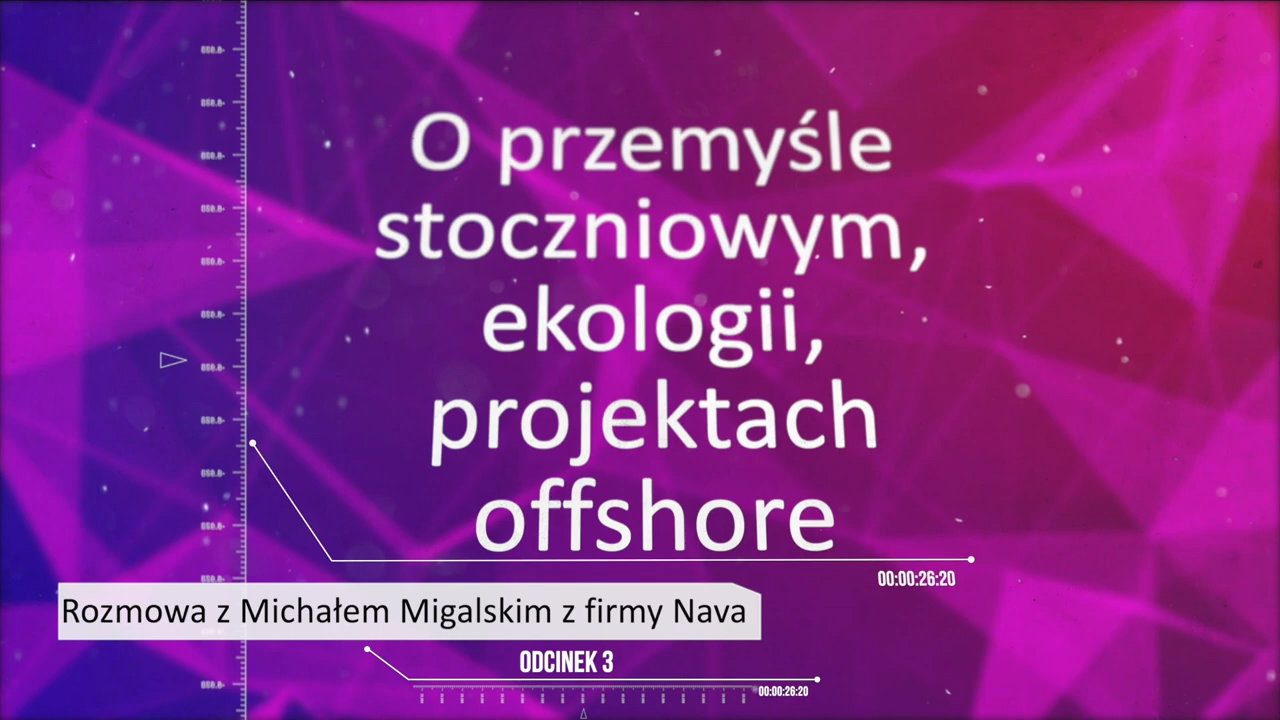 O przemyśle
stoczniowym,
ekologii,
projektach
offshore
00:00:26:20
Rozmowa z Michałem Migalskim z firmy Nava
ODCINEK 3
00:00:26:20